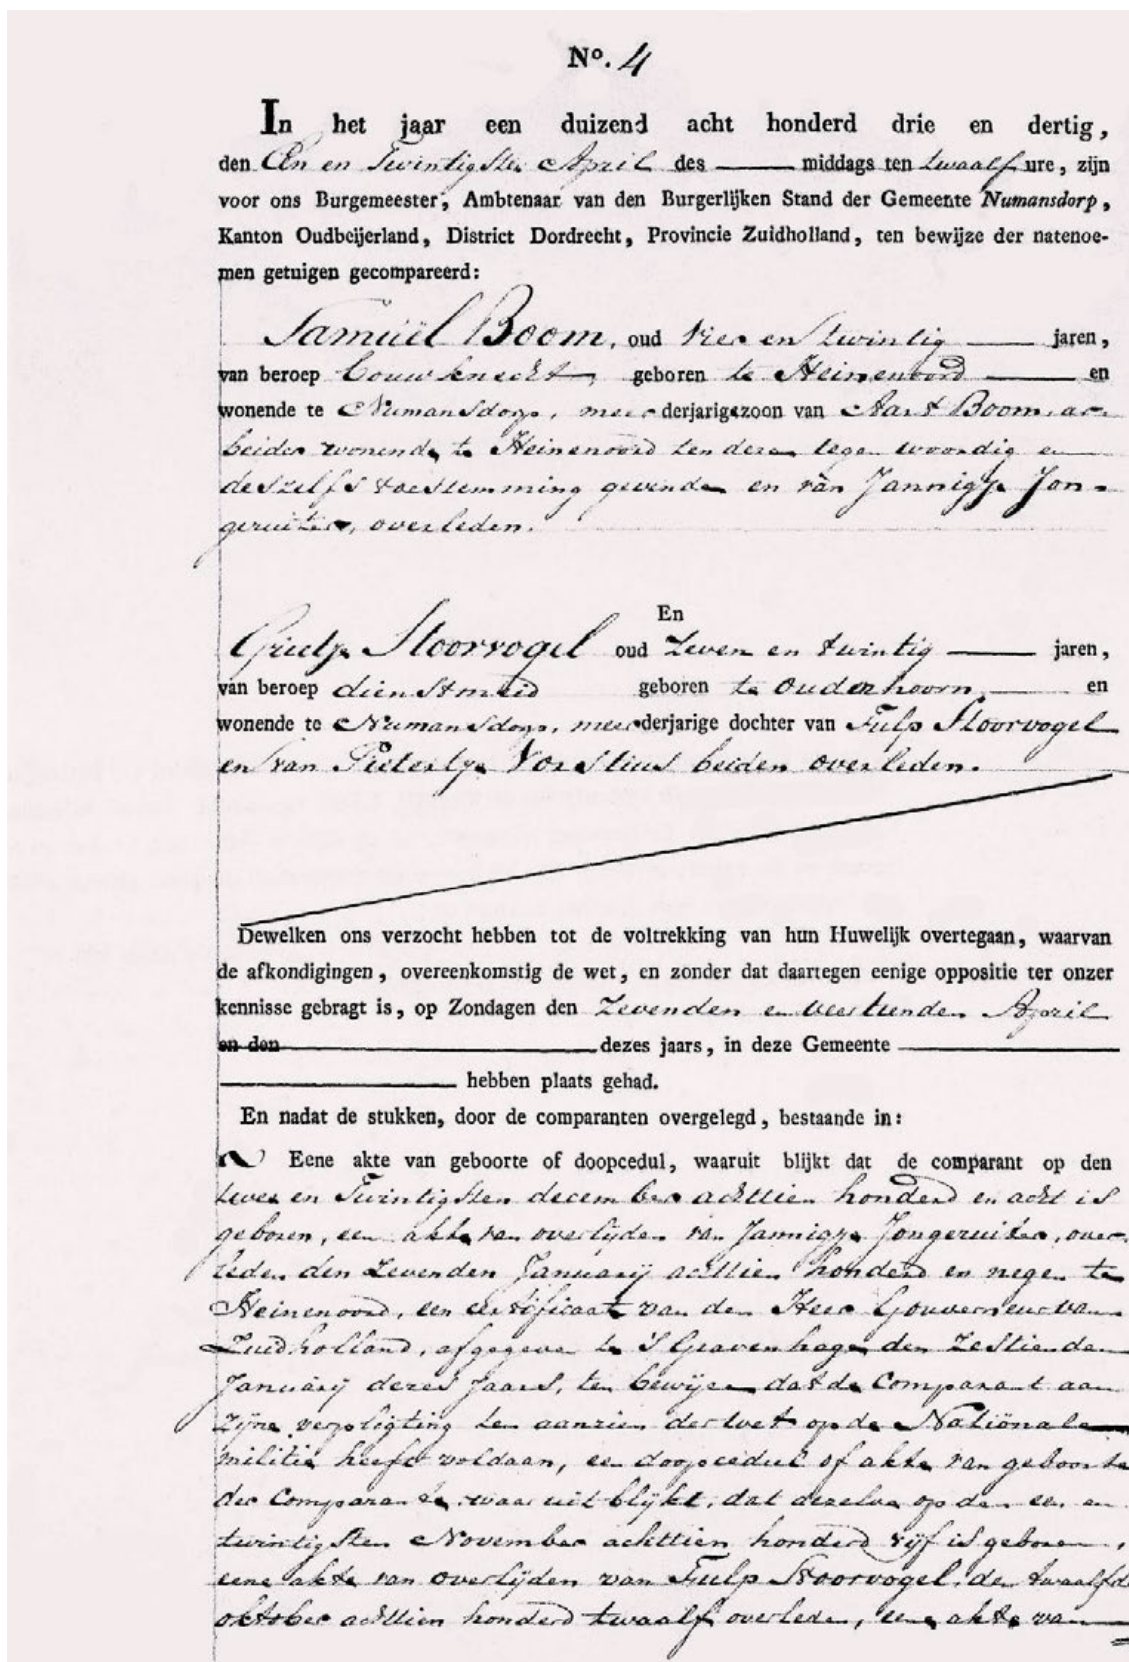 No. 4
In het jaar een duizend acht honderd drie en dertig,
den Een en Twintigsten April des middags ten twaalf ure, zijn
voor ons Burgemeester, Ambtenaar van den Burgerlijken Stand der Gemeente Numansdorp,
Kanton Oudbeijerland, District Dordrecht, Provincie Zuidholland, ten bewijze der natenoe-
men getuigen gecompareerd:
Samuël Boom, oud vier en twintig jaren,
van beroep bouwknecht, geboren te Heinenoord en
wonende te Numansdorp, meerderjarige zoon van Aart Boom, ar-
beider wonende te Heinenoord ten deze tegenwoordig en
deszelfs toestemming gevende en van Jannigje Jon-
geruiter, overleden.
En
Grietje Stoorvogel oud zeven en twintig jaren,
van beroep dienstmeid geboren te Oudenhoorn, en
wonende te Numansdorp, meerderjarige dochter van Fulp Stoorvogel
en van Pietertje Vorstius beiden overleden.
Dewelken ons verzocht hebben tot de voltrekking van hun Huwelijk overtegaan, waarvan
de afkondigingen, overeenkomstig de wet, en zonder dat daartegen eenige oppositie ter onzer
kennisse gebragt is, op Zondagen den Zevenden en veertienden April
en den dezes jaars, in deze Gemeente
hebben plaats gehad.
En nadat de stukken, door de comparanten overgelegd, bestaande in:
Eene akte van geboorte of doopcedul, waaruit blijkt dat de comparant op den
twee en Twintigsten december achttien honderd en acht is
geboren, een akte van overlijden van Jannigje Jongeruiter, over-
leden den Zevenden Januarij achttien honderd en negen te
Heinenoord, een certificaat van den Heer Gouverneur van
Zuidholland, afgegeven te 's Gravenhage den Zestienden
Januarij dezes Jaars, ten bewijze dat de Comparant aan
zijne verpligting ten aanzien der wet op de Nationale
militie heeft voldaan, een doopcedul of akte van geboorte
der Comparante, waaruit blijkt, dat dezelve op den een en
twintigsten November achttien honderd vijf is geboren,
eene akte van overlijden van Fulp Stoorvogel, den twaalfde
oktober achttien honderd twaalf overleden, eene akte van